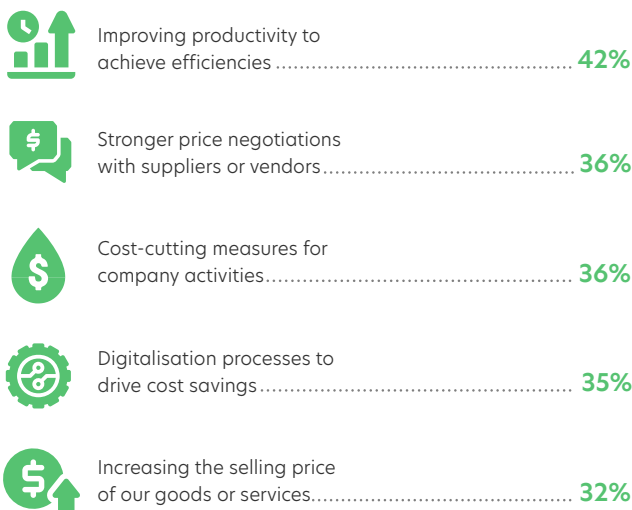 Improving productivity to
achieve efficiencies ........................................................ 42%
Stronger price negotiations
with suppliers or vendors ............................................... 36%
Cost-cutting measures for
company activities ......................................................... 36%
Digitalisation processes to
drive cost savings .......................................................... 35%
Increasing the selling price
of our goods or services ................................................ 32%